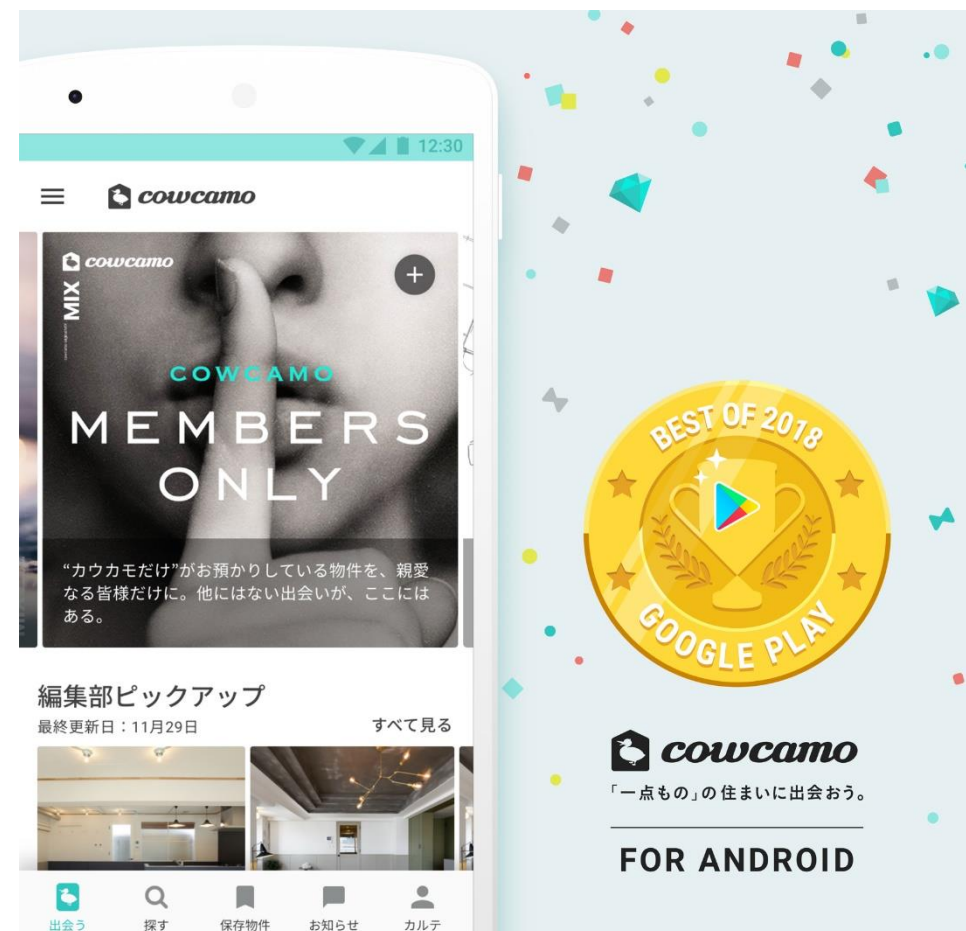 12:30
cowcamo
cowcamo
MIX
COWCAMO
MEMBERS
ONLY
“カウカモだけ”がお預かりしている物件を、親愛
なる皆様だけに。他にはない出会いが、ここには
ある。
編集部ピックアップ
最終更新日：11月29日
すべて見る
出会う
探す
保存物件
お知らせ
カルテ
BEST OF 2018
GOOGLE PLAY
cowcamo
「一点もの」の住まいに出会おう。
FOR ANDROID